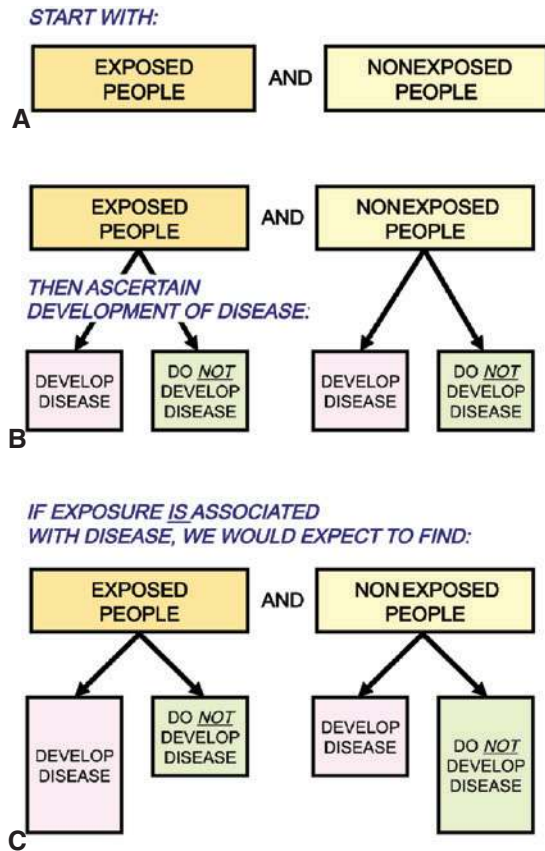 START WITH:
EXPOSED PEOPLE
AND
NONEXPOSED PEOPLE
A
EXPOSED PEOPLE
AND
NONEXPOSED PEOPLE
THEN ASCERTAIN
DEVELOPMENT OF DISEASE:
DEVELOP
DISEASE
DO NOT
DEVELOP
DISEASE
DEVELOP
DISEASE
DO NOT
DEVELOP
DISEASE
B
IF EXPOSURE IS ASSOCIATED
WITH DISEASE, WE WOULD EXPECT TO FIND:
EXPOSED
PEOPLE
AND
NONEXPOSED
PEOPLE
DEVELOP
DISEASE
DO NOT
DEVELOP
DISEASE
DEVELOP
DISEASE
DO NOT
DEVELOP
DISEASE
C